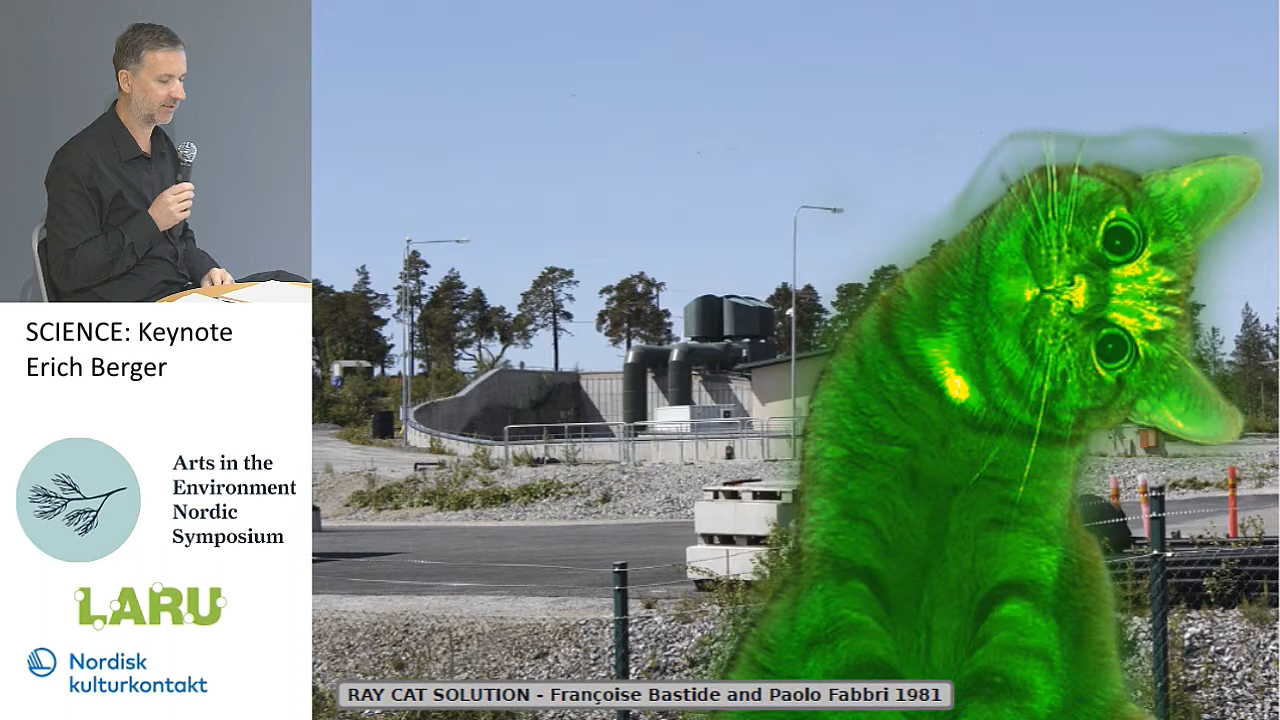 SCIENCE: Keynote
Erich Berger
Arts in the
Environment
Nordic
Symposium
LARU
Nordisk
kulturkontakt
RAY CAT SOLUTION - Françoise Bastide and Paolo Fabbri 1981